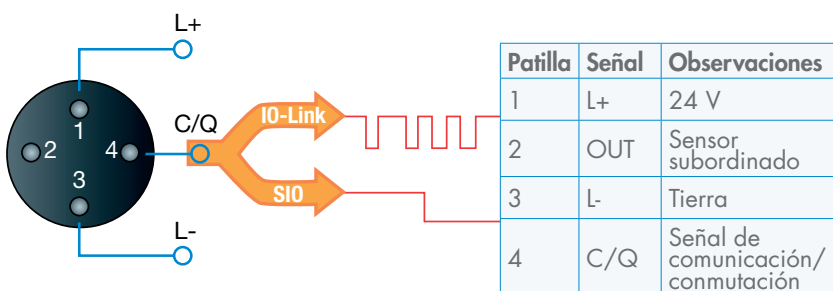 L+
C/Q
L-
1
2
4
3
IO-Link
SIO
Patilla Señal Observaciones
1 L+ 24 V
2 OUT Sensor
subordinado
3 L- Tierra
4 C/Q Señal de
comunicación/
conmutación